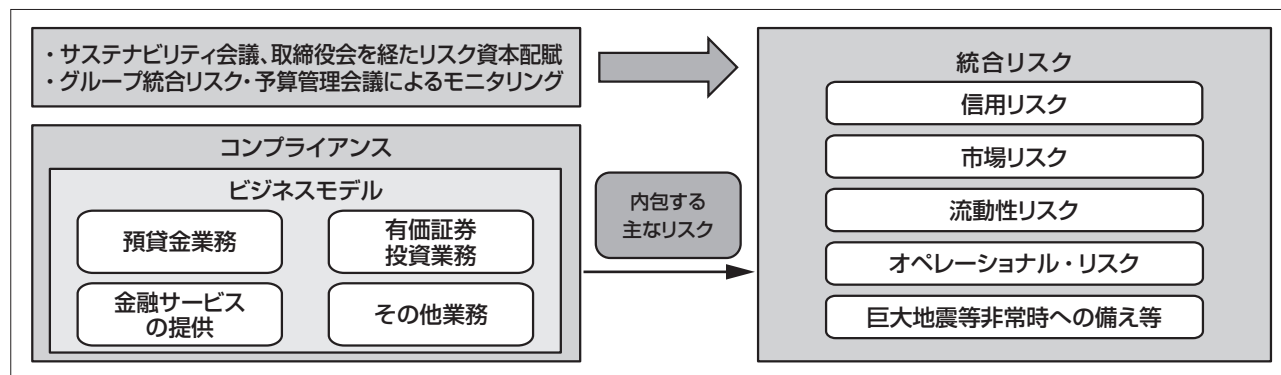 ・サステナビリティ会議、取締役会を経たリスク資本配賦
・グループ統合リスク・予算管理会議によるモニタリング
コンプライアンス
ビジネスモデル
預貸金業務
有価証券
投資業務
金融サービス
の提供
その他業務
内包する
主なリスク
統合リスク
信用リスク
市場リスク
流動性リスク
オペレーショナル・リスク
巨大地震等非常時への備え等